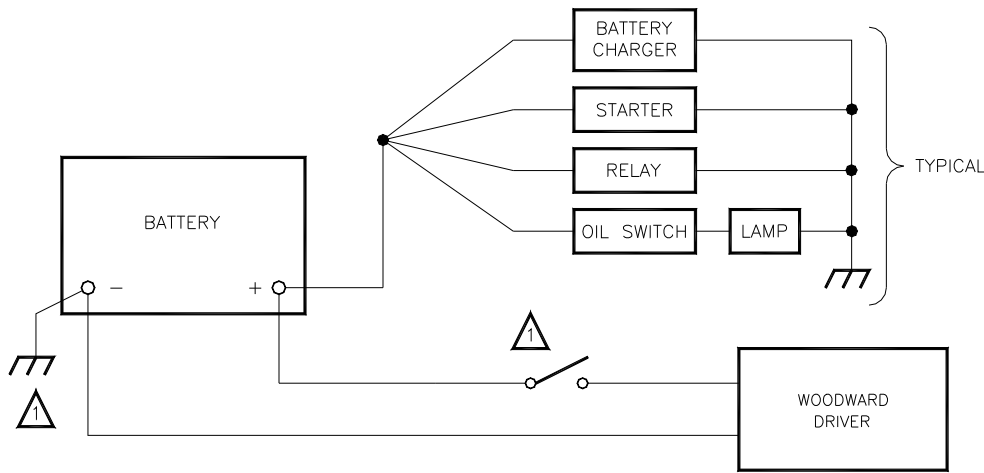 BATTERY
CHARGER
STARTER
RELAY
OIL SWITCH
LAMP
TYPICAL
BATTERY
−
+
1
1
WOODWARD
DRIVER